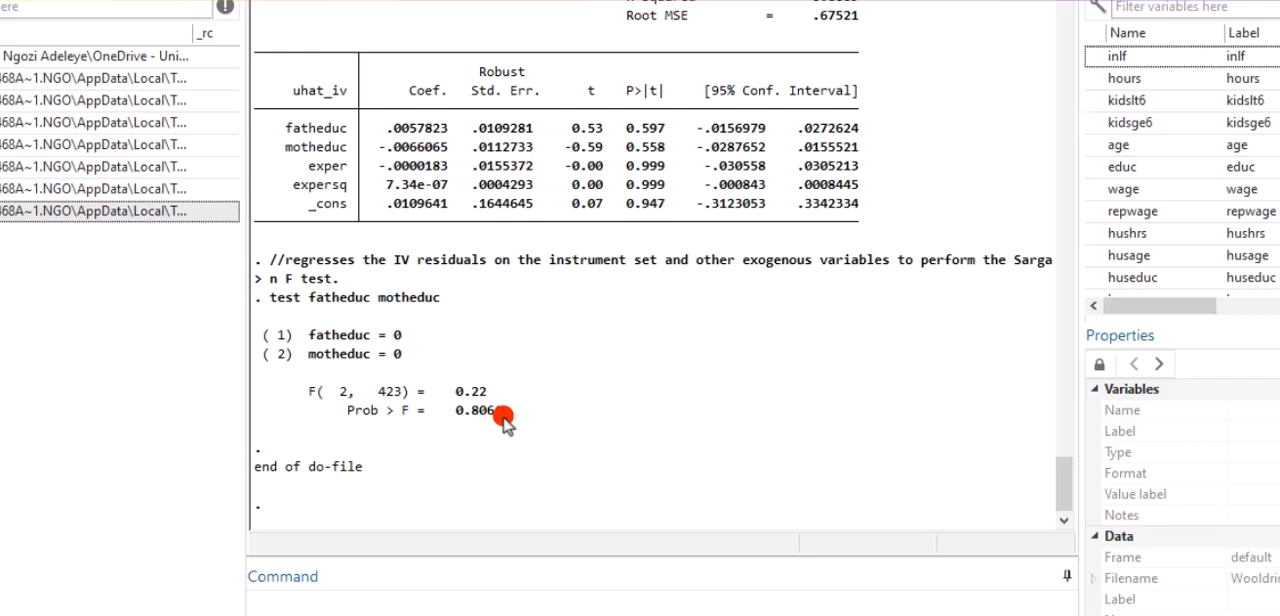 ere
_rc
Ngozi Adeleye\OneDrive - Uni...
468A~1.NGO\AppData\Local\T...
468A~1.NGO\AppData\Local\T...
468A~1.NGO\AppData\Local\T...
468A~1.NGO\AppData\Local\T...
468A~1.NGO\AppData\Local\T...
468A~1.NGO\AppData\Local\T...
468A~1.NGO\AppData\Local\T...
Root MSE = .67521
Robust
uhat_iv Coef. Std. Err. t P>|t| [95% Conf. Interval]
fatheduc .0057823 .0109281 0.53 0.597 -.0156979 .0272624
motheduc -.0066065 .0112733 -0.59 0.558 -.0287652 .0155521
exper -.0000183 .0155372 -0.00 0.999 -.030558 .0305213
expersq 7.34e-07 .0004293 0.00 0.999 -.000843 .0008445
_cons .0109641 .1644645 0.07 0.947 -.3123053 .3342334
. //regresses the IV residuals on the instrument set and other exogenous variables to perform the Sarga
> n F test.
. test fatheduc motheduc
( 1) fatheduc = 0
( 2) motheduc = 0
F( 2, 423) = 0.22
Prob > F = 0.806
.
end of do-file
.
Command
Filter variables here
Name Label
inlf inlf
hours hours
kidslt6 kidslt6
kidsge6 kidsge6
age age
educ educ
wage wage
repwage repwage
hushrs hushrs
husage husage
huseduc huseduc
Properties
Variables
Name
Label
Type
Format
Value label
Notes
Data
Frame default
Filename Wooldri
Label